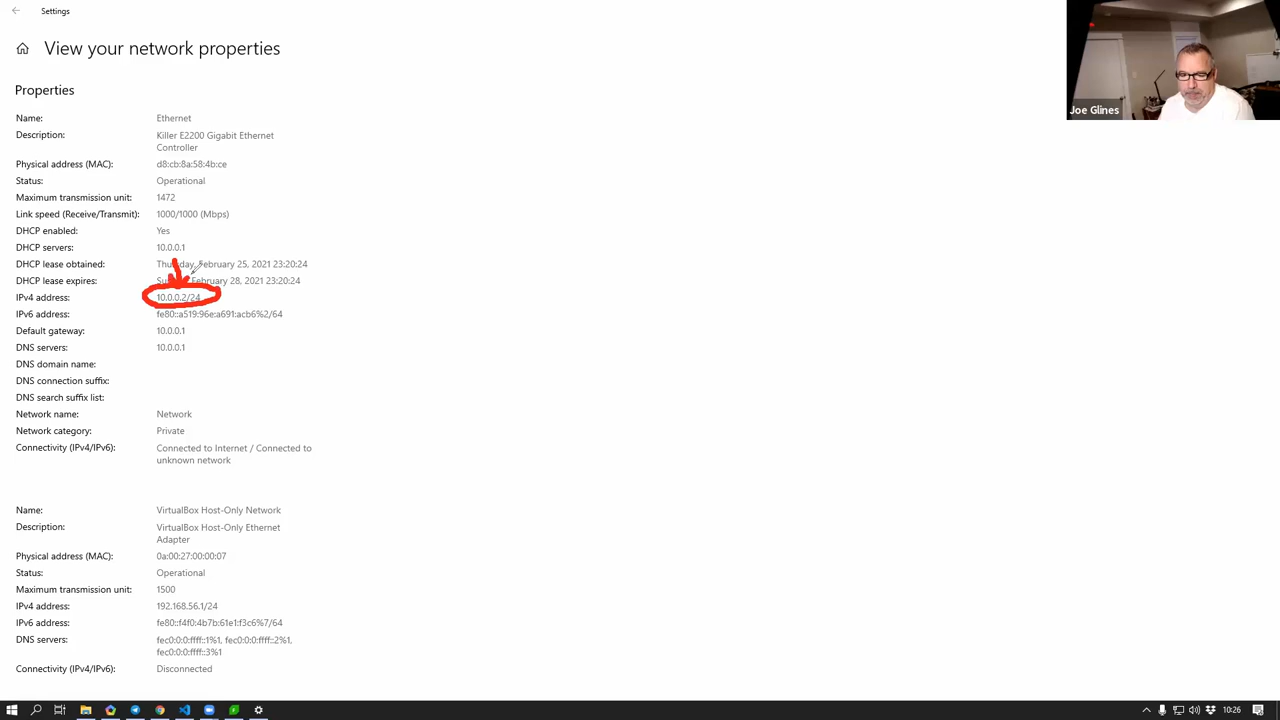 Settings
View your network properties
Properties
Name: Ethernet
Description: Killer E2200 Gigabit Ethernet
Controller
Physical address (MAC): d8:cb:8a:58:4b:ce
Status: Operational
Maximum transmission unit: 1472
Link speed (Receive/Transmit): 1000/1000 (Mbps)
DHCP enabled: Yes
DHCP servers: 10.0.0.1
DHCP lease obtained: February 25, 2021 23:20:24
DHCP lease expires: February 28, 2021 23:20:24
IPv4 address: 10.0.0.2/24
IPv6 address: fe80::a519:96e:a691:acb6%2/64
Default gateway: 10.0.0.1
DNS servers: 10.0.0.1
DNS domain name:
DNS connection suffix:
DNS search suffix list:
Network name: Network
Network category: Private
Connectivity (IPv4/IPv6): Connected to Internet / Connected to
unknown network
Name: VirtualBox Host-Only Network
Description: VirtualBox Host-Only Ethernet
Adapter
Physical address (MAC): 0a:00:27:00:00:07
Status: Operational
Maximum transmission unit: 1500
IPv4 address: 192.168.56.1/24
IPv6 address: fe80::f4f0:4b7b:61e1:f3c6%7/64
DNS servers: fec0:0:0:ffff::1%1, fec0:0:0:ffff::2%1,
fec0:0:0:ffff::3%1
Connectivity (IPv4/IPv6): Disconnected
Joe Glines
10:26